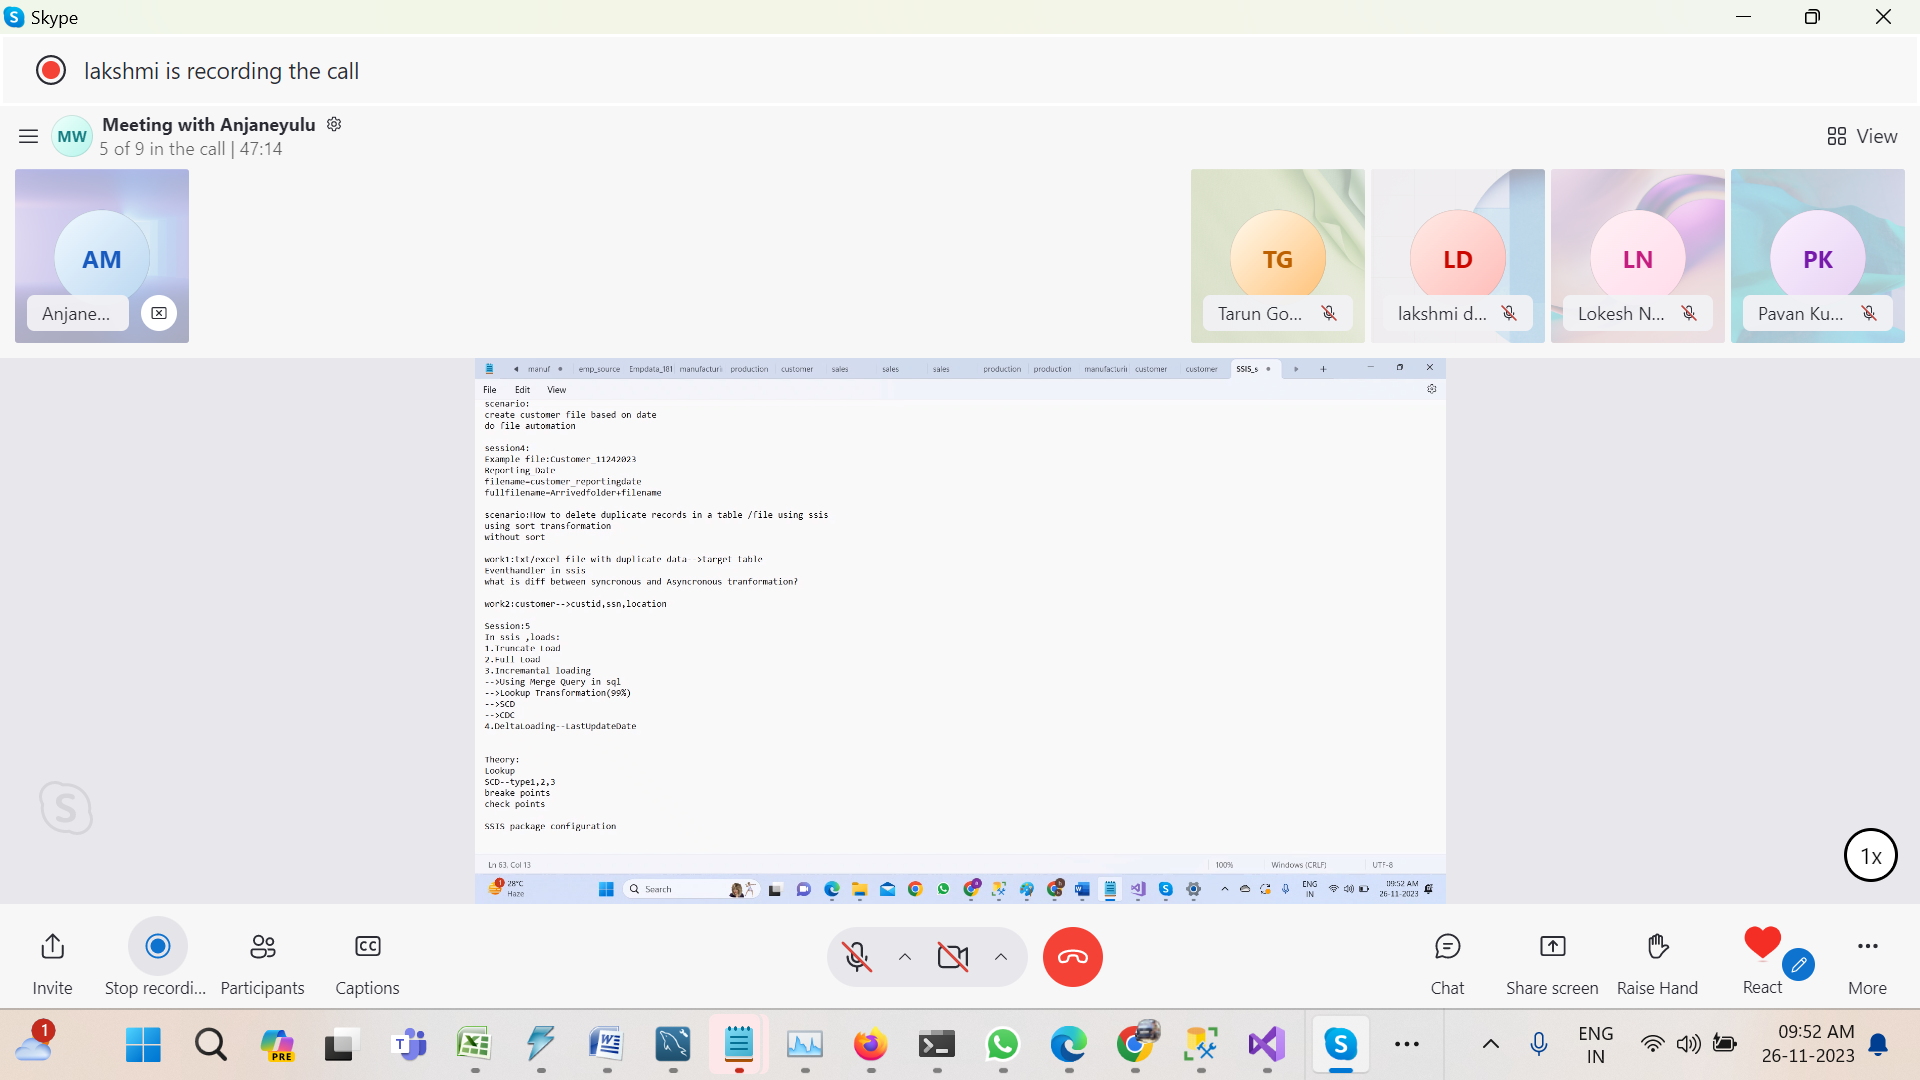 Skype
lakshmi is recording the call
MW
Meeting with Anjaneyulu
5 of 9 in the call | 47:14
View
AM
Anjane...
TG
Tarun Go...
LD
lakshmi d...
LN
Lokesh N...
PK
Pavan Ku...
manuf emp_source Empdata_181 manufacturi production customer sales sales sales production production manufacturi customer customer SSIS_s
File Edit View
scenario:
create customer file based on date
do file automation
session4:
Example file:Customer_11242023
Reporting Date
filename=customer_reportingdate
fullfilename=Arrivedfolder+filename
scenario:How to delete duplicate records in a table /file using ssis
using sort transformation
without sort
work1:txt/excel file with duplicate data-->target table
Eventhandler in ssis
what is diff between syncronous and Asyncronous tranformation?
work2:customer-->custid,ssn,location
Session:5
In ssis ,loads:
1.Truncate Load
2.Full Load
3.Incremantal loading
-->Using Merge Query in sql
-->Lookup Transformation(99%)
-->SCD
-->CDC
4.DeltaLoading--LastUpdateDate
Theory:
Lookup
SCD--type1,2,3
breake points
check points
SSIS package configuration
Ln 63, Col 13 100% Windows (CRLF) UTF-8
1x
28°C
Haze
Search
ENG
IN
09:52 AM
26-11-2023
Invite
Stop recordi...
Participants
Captions
Chat
Share screen
Raise Hand
React
More
1
PRE
ENG
IN
09:52 AM
26-11-2023